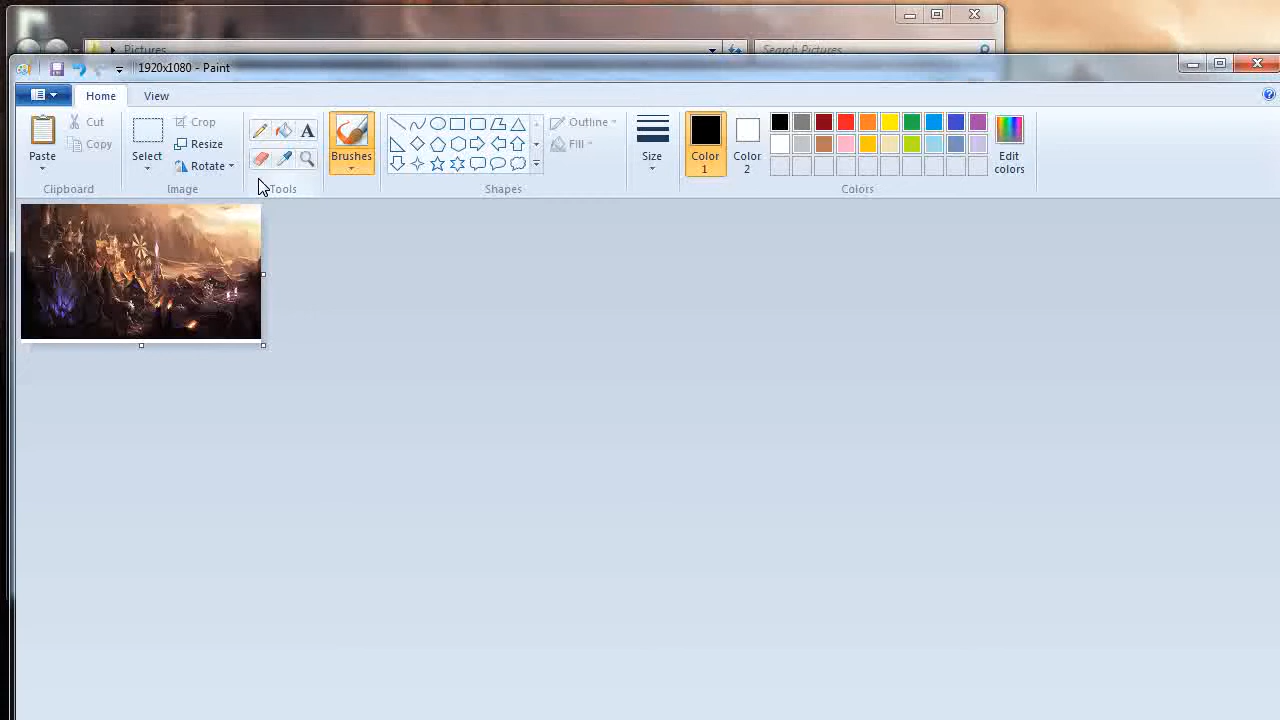 Pictures
Search Pictures
1920x1080 - Paint
Home
View
Paste
Cut
Copy
Clipboard
Select
Crop
Resize
Rotate
Image
A
Tools
Brushes
Shapes
Outline
Fill
Size
Color
1
Color
2
Edit
colors
Colors